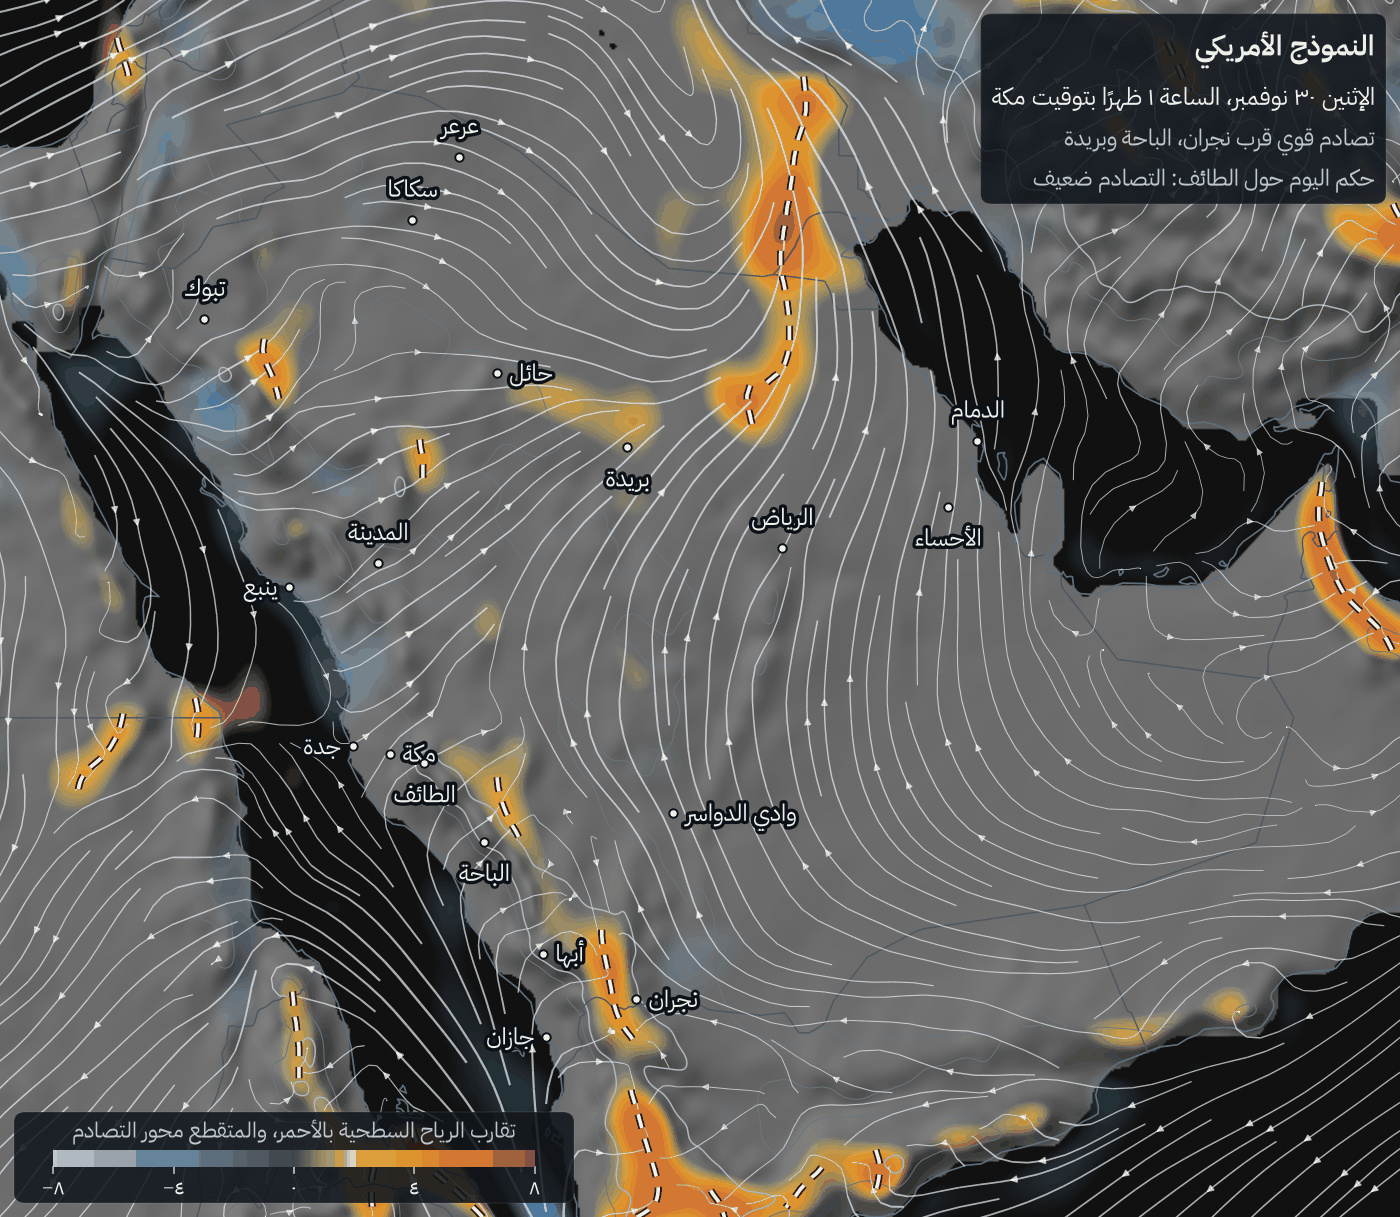 النموذج الأمريكي
الإثنين ٣٠ نوفمبر، الساعة ١ ظهرًا بتوقيت مكة
تصادم قوي قرب نجران، الباحة وبريدة
حكم اليوم حول الطائف: التصادم ضعيف
عرعر
سكاكا
تبوك
حائل
الدمام
بريدة
الرياض
المدينة
الأحساء
ينبع
جدة
مكة
الطائف
وادي الدواسر
الباحة
أبها
نجران
جازان
تقارب الرياح السطحية بالأحمر، والمتقطع محور التصادم
−٨ −٤ ٠ ٤ ٨